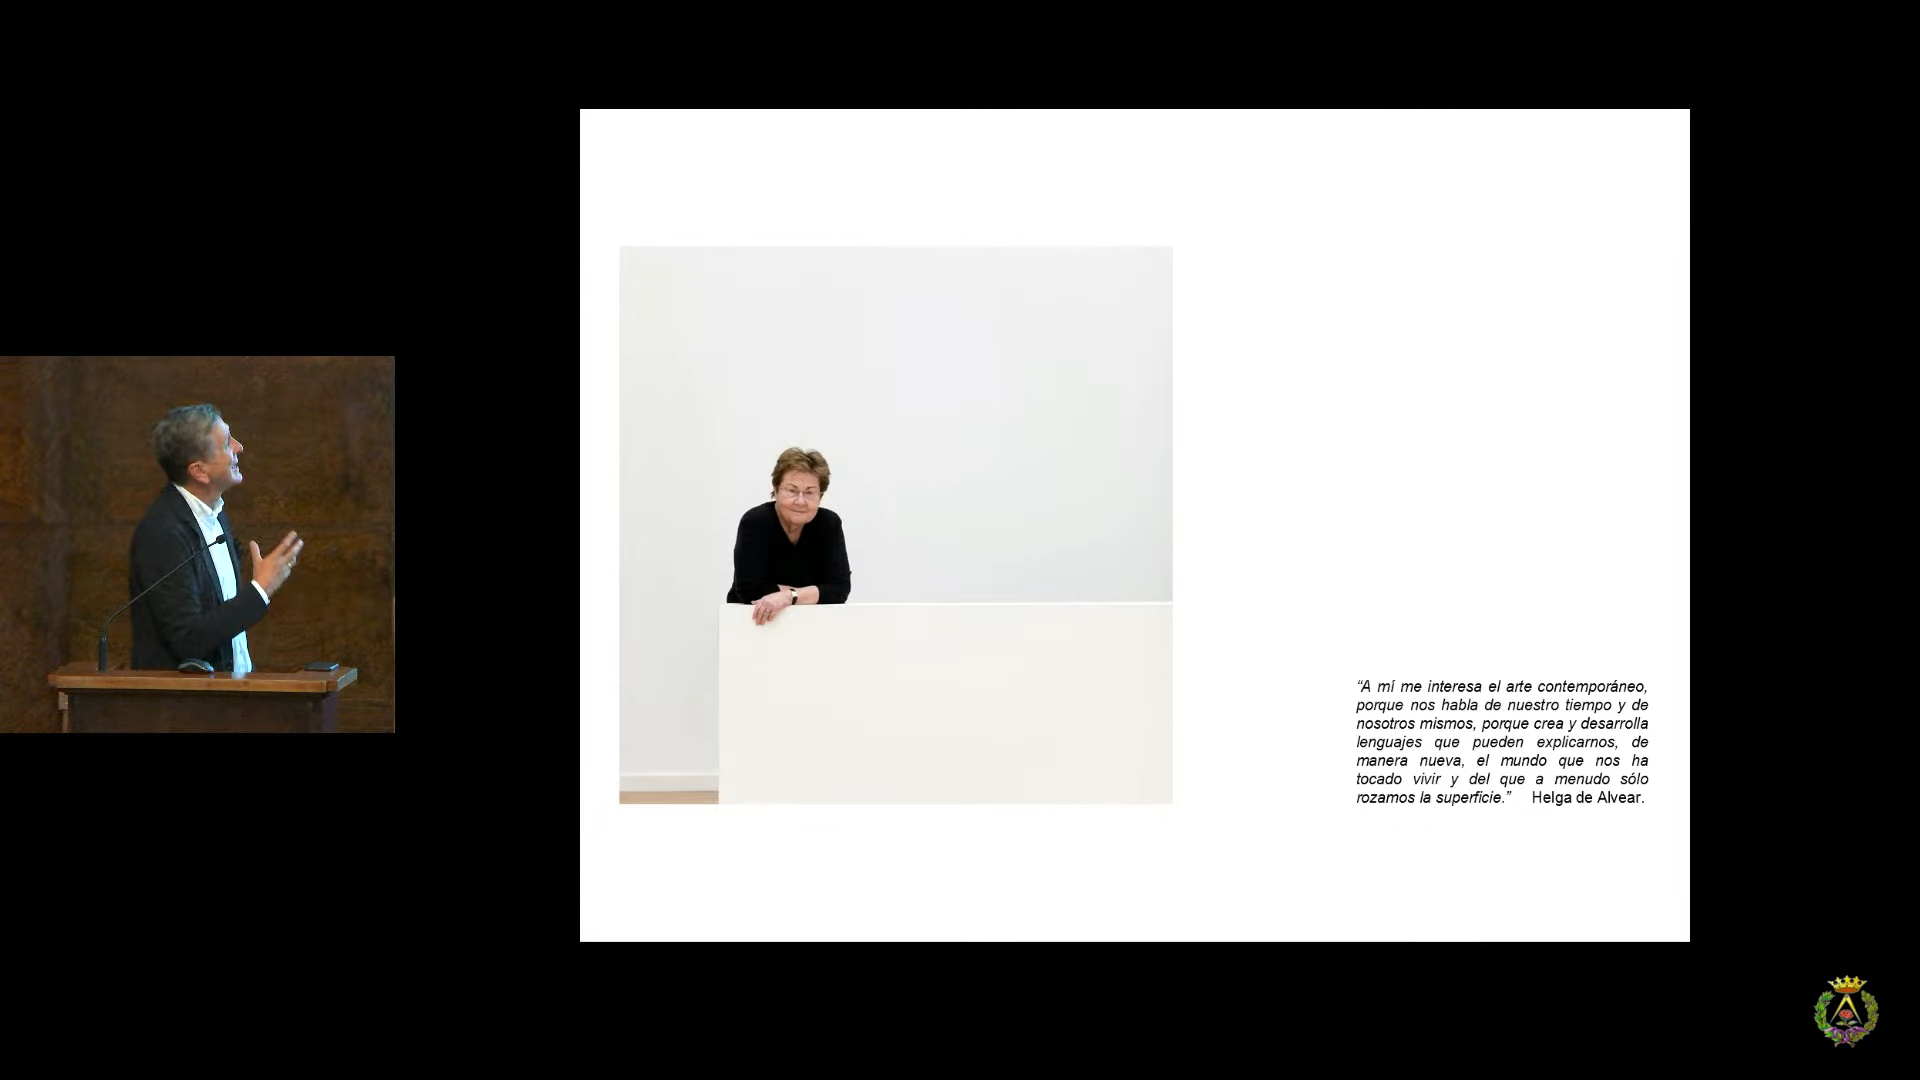 “A mí me interesa el arte contemporáneo,
porque nos habla de nuestro tiempo y de
nosotros mismos, porque crea y desarrolla
lenguajes que pueden explicarnos, de
manera nueva, el mundo que nos ha
tocado vivir y del que a menudo sólo
rozamos la superficie.” Helga de Alvear.